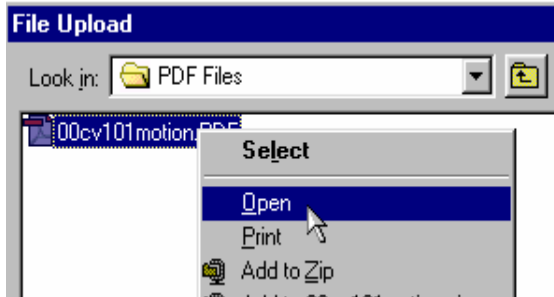 File Upload
Look in: PDF Files
00cv101motion.PDF
Select
Open
Print
Add to Zip